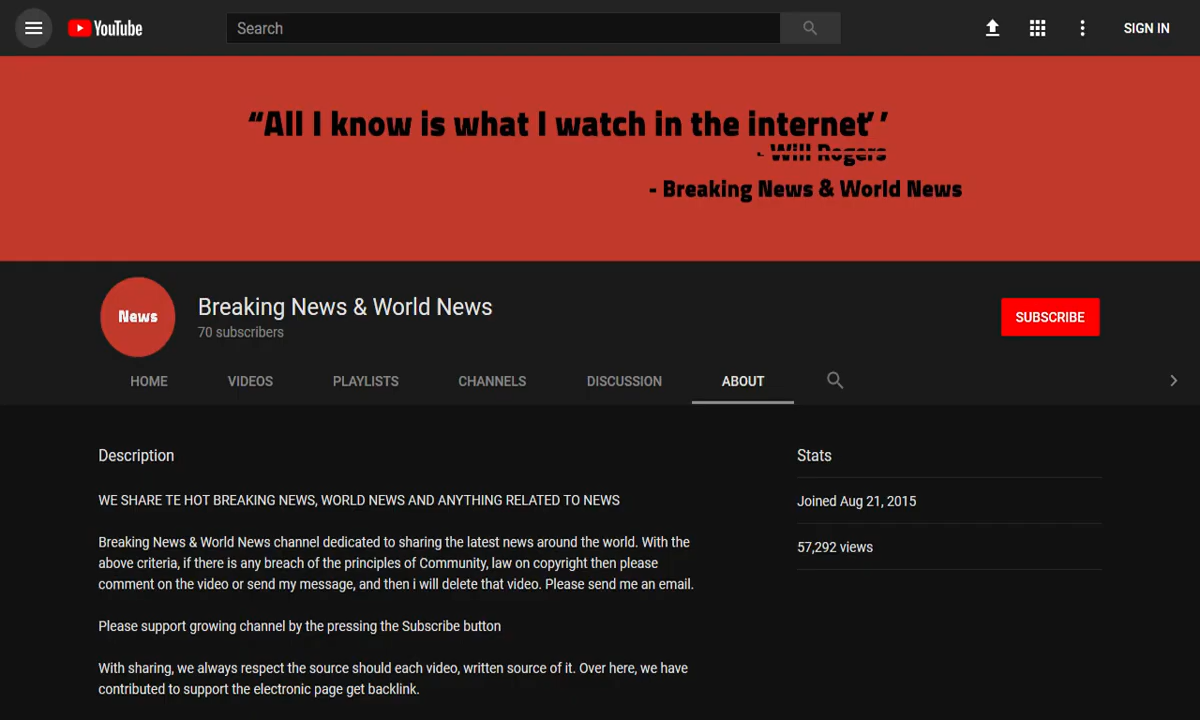 YouTube
Search
SIGN IN
“All I know is what I watch in the internet’’
- Will Rogers
- Breaking News & World News
News
Breaking News & World News
70 subscribers
SUBSCRIBE
HOME VIDEOS PLAYLISTS CHANNELS DISCUSSION ABOUT
Description
WE SHARE TE HOT BREAKING NEWS, WORLD NEWS AND ANYTHING RELATED TO NEWS
Breaking News & World News channel dedicated to sharing the latest news around the world. With the
above criteria, if there is any breach of the principles of Community, law on copyright then please
comment on the video or send my message, and then i will delete that video. Please send me an email.
Please support growing channel by the pressing the Subscribe button
With sharing, we always respect the source should each video, written source of it. Over here, we have
contributed to support the electronic page get backlink.
Stats
Joined Aug 21, 2015
57,292 views